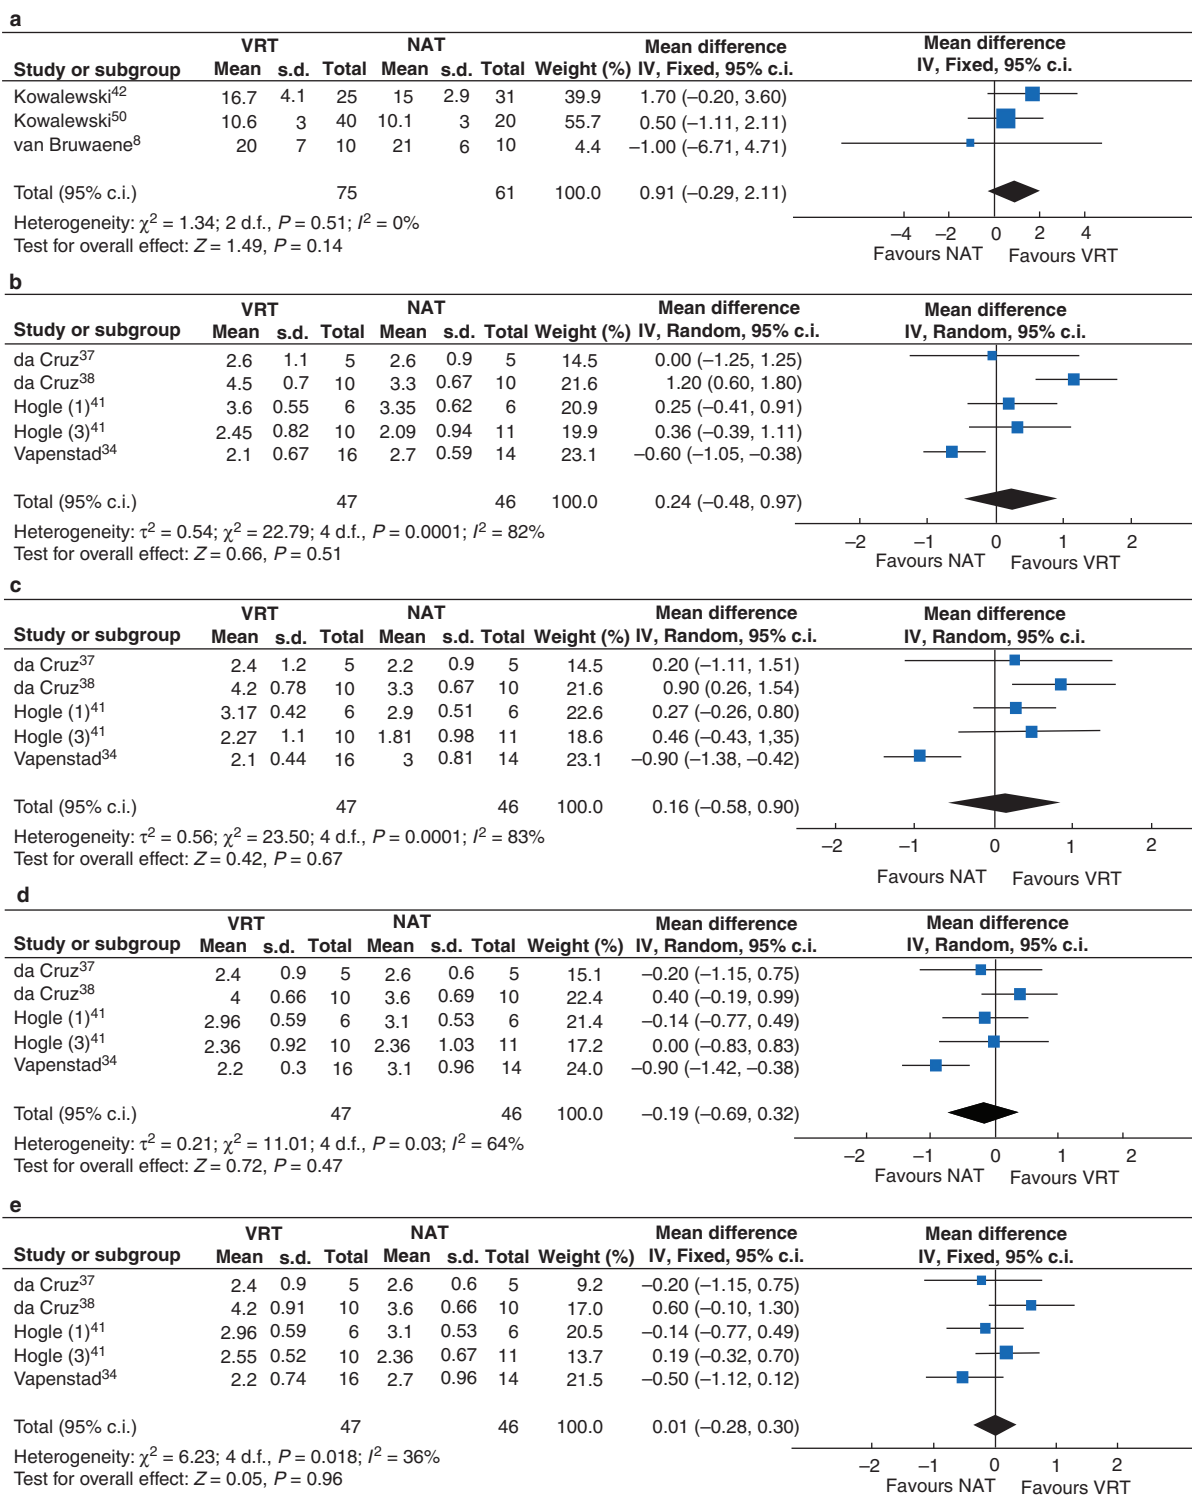 a
VRT NAT Mean difference Mean difference
Study or subgroup Mean s.d. Total Mean s.d. Total Weight (%) IV, Fixed, 95% c.i. IV, Fixed, 95% c.i.
Kowalewski42 16.7 4.1 25 15 2.9 31 39.9 1.70 (–0.20, 3.60)
Kowalewski50 10.6 3 40 10.1 3 20 55.7 0.50 (–1.11, 2.11)
van Bruwaene8 20 7 10 21 6 10 4.4 –1.00 (–6.71, 4.71)
Total (95% c.i.) 75 61 100.0 0.91 (–0.29, 2.11)
Heterogeneity: χ2 = 1.34; 2 d.f., P = 0.51; I2 = 0%
Test for overall effect: Z = 1.49, P = 0.14
–4 –2 0 2 4
Favours NAT Favours VRT
b
VRT NAT Mean difference Mean difference
Study or subgroup Mean s.d. Total Mean s.d. Total Weight (%) IV, Random, 95% c.i. IV, Random, 95% c.i.
da Cruz37 2.6 1.1 5 2.6 0.9 5 14.5 0.00 (–1.25, 1.25)
da Cruz38 4.5 0.7 10 3.3 0.67 10 21.6 1.20 (0.60, 1.80)
Hogle (1)41 3.6 0.55 6 3.35 0.62 6 20.9 0.25 (–0.41, 0.91)
Hogle (3)41 2.45 0.82 10 2.09 0.94 11 19.9 0.36 (–0.39, 1.11)
Vapenstad34 2.1 0.67 16 2.7 0.59 14 23.1 –0.60 (–1.05, –0.38)
Total (95% c.i.) 47 46 100.0 0.24 (–0.48, 0.97)
Heterogeneity: τ2 = 0.54; χ2 = 22.79; 4 d.f., P = 0.0001; I2 = 82%
Test for overall effect: Z = 0.66, P = 0.51
–2 –1 0 1 2
Favours NAT Favours VRT
c
VRT NAT Mean difference Mean difference
Study or subgroup Mean s.d. Total Mean s.d. Total Weight (%) IV, Random, 95% c.i. IV, Random, 95% c.i.
da Cruz37 2.4 1.2 5 2.2 0.9 5 14.5 0.20 (–1.11, 1.51)
da Cruz38 4.2 0.78 10 3.3 0.67 10 21.6 0.90 (0.26, 1.54)
Hogle (1)41 3.17 0.42 6 2.9 0.51 6 22.6 0.27 (–0.26, 0.80)
Hogle (3)41 2.27 1.1 10 1.81 0.98 11 18.6 0.46 (–0.43, 1,35)
Vapenstad34 2.1 0.44 16 3 0.81 14 23.1 –0.90 (–1.38, –0.42)
Total (95% c.i.) 47 46 100.0 0.16 (–0.58, 0.90)
Heterogeneity: τ2 = 0.56; χ2 = 23.50; 4 d.f., P = 0.0001; I2 = 83%
Test for overall effect: Z = 0.42, P = 0.67
–2 –1 0 1 2
Favours NAT Favours VRT
d
VRT NAT Mean difference Mean difference
Study or subgroup Mean s.d. Total Mean s.d. Total Weight (%) IV, Random, 95% c.i. IV, Random, 95% c.i.
da Cruz37 2.4 0.9 5 2.6 0.6 5 15.1 –0.20 (–1.15, 0.75)
da Cruz38 4 0.66 10 3.6 0.69 10 22.4 0.40 (–0.19, 0.99)
Hogle (1)41 2.96 0.59 6 3.1 0.53 6 21.4 –0.14 (–0.77, 0.49)
Hogle (3)41 2.36 0.92 10 2.36 1.03 11 17.2 0.00 (–0.83, 0.83)
Vapenstad34 2.2 0.3 16 3.1 0.96 14 24.0 –0.90 (–1.42, –0.38)
Total (95% c.i.) 47 46 100.0 –0.19 (–0.69, 0.32)
Heterogeneity: τ2 = 0.21; χ2 = 11.01; 4 d.f., P = 0.03; I2 = 64%
Test for overall effect: Z = 0.72, P = 0.47
–2 –1 0 1 2
Favours NAT Favours VRT
e
VRT NAT Mean difference Mean difference
Study or subgroup Mean s.d. Total Mean s.d. Total Weight (%) IV, Fixed, 95% c.i. IV, Fixed, 95% c.i.
da Cruz37 2.4 0.9 5 2.6 0.6 5 9.2 –0.20 (–1.15, 0.75)
da Cruz38 4.2 0.91 10 3.6 0.66 10 17.0 0.60 (–0.10, 1.30)
Hogle (1)41 2.96 0.59 6 3.1 0.53 6 20.5 –0.14 (–0.77, 0.49)
Hogle (3)41 2.55 0.52 10 2.36 0.67 11 13.7 0.19 (–0.32, 0.70)
Vapenstad34 2.2 0.74 16 2.7 0.96 14 21.5 –0.50 (–1.12, 0.12)
Total (95% c.i.) 47 46 100.0 0.01 (–0.28, 0.30)
Heterogeneity: χ2 = 6.23; 4 d.f., P = 0.018; I2 = 36%
Test for overall effect: Z = 0.05, P = 0.96
–2 –1 0 1 2
Favours NAT Favours VRT